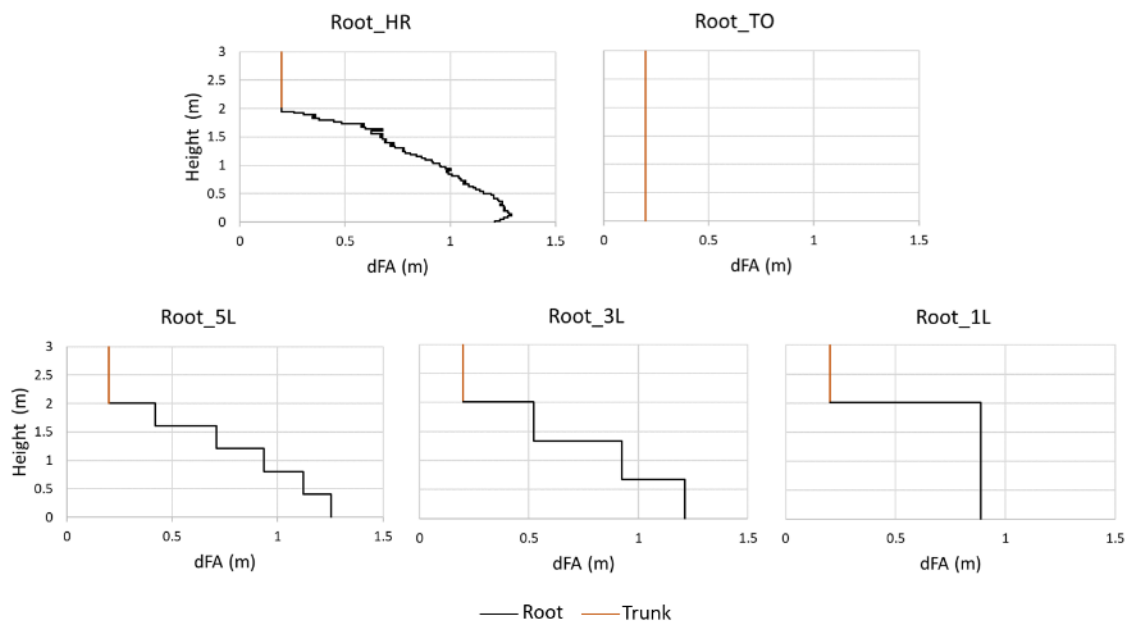 Root_HR
Root_TO
Height (m)
3
2.5
2
1.5
1
0.5
0
0 0.5 1 1.5
0 0.5 1 1.5
dFA (m)
dFA (m)
Root_5L
Root_3L
Root_1L
Height (m)
3
2.5
2
1.5
1
0.5
0
0 0.5 1 1.5
0 0.5 1 1.5
0 0.5 1 1.5
dFA (m)
dFA (m)
dFA (m)
Root Trunk